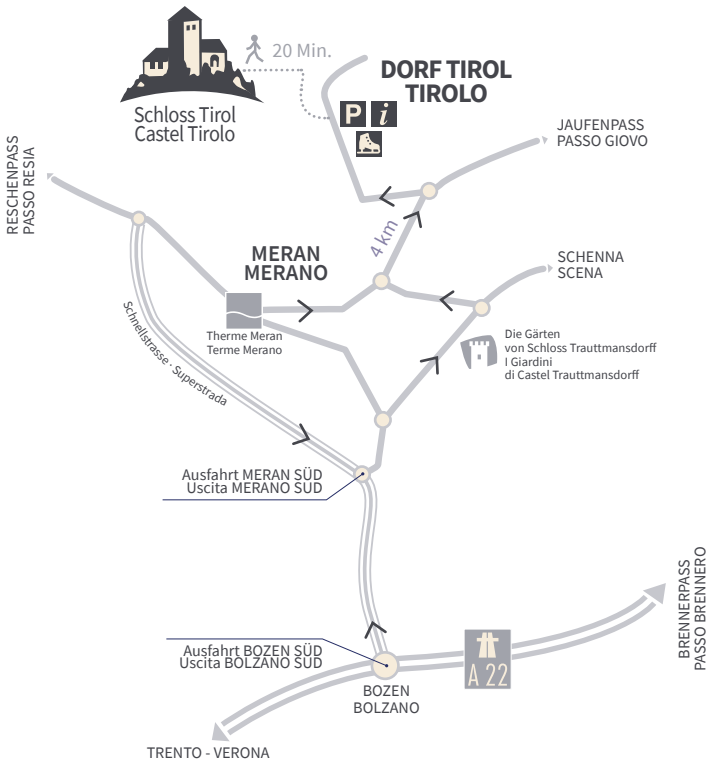 20 Min.
DORF TIROL
TIROLO
P i
Schloss Tirol
Castel Tirolo
JAUFENPASS
PASSO GIOVO
RESCHENPASS
PASSO RESIA
4 km
MERAN
MERANO
SCHENNA
SCENA
Therme Meran
Terme Merano
Die Gärten
von Schloss Trauttmansdorff
I Giardini
di Castel Trauttmansdorff
Schnellstrasse · Superstrada
Ausfahrt MERAN SÜD
Uscita MERANO SUD
BRENNERPASS
PASSO BRENNERO
Ausfahrt BOZEN SÜD
Uscita BOLZANO SUD
A 22
BOZEN
BOLZANO
TRENTO - VERONA